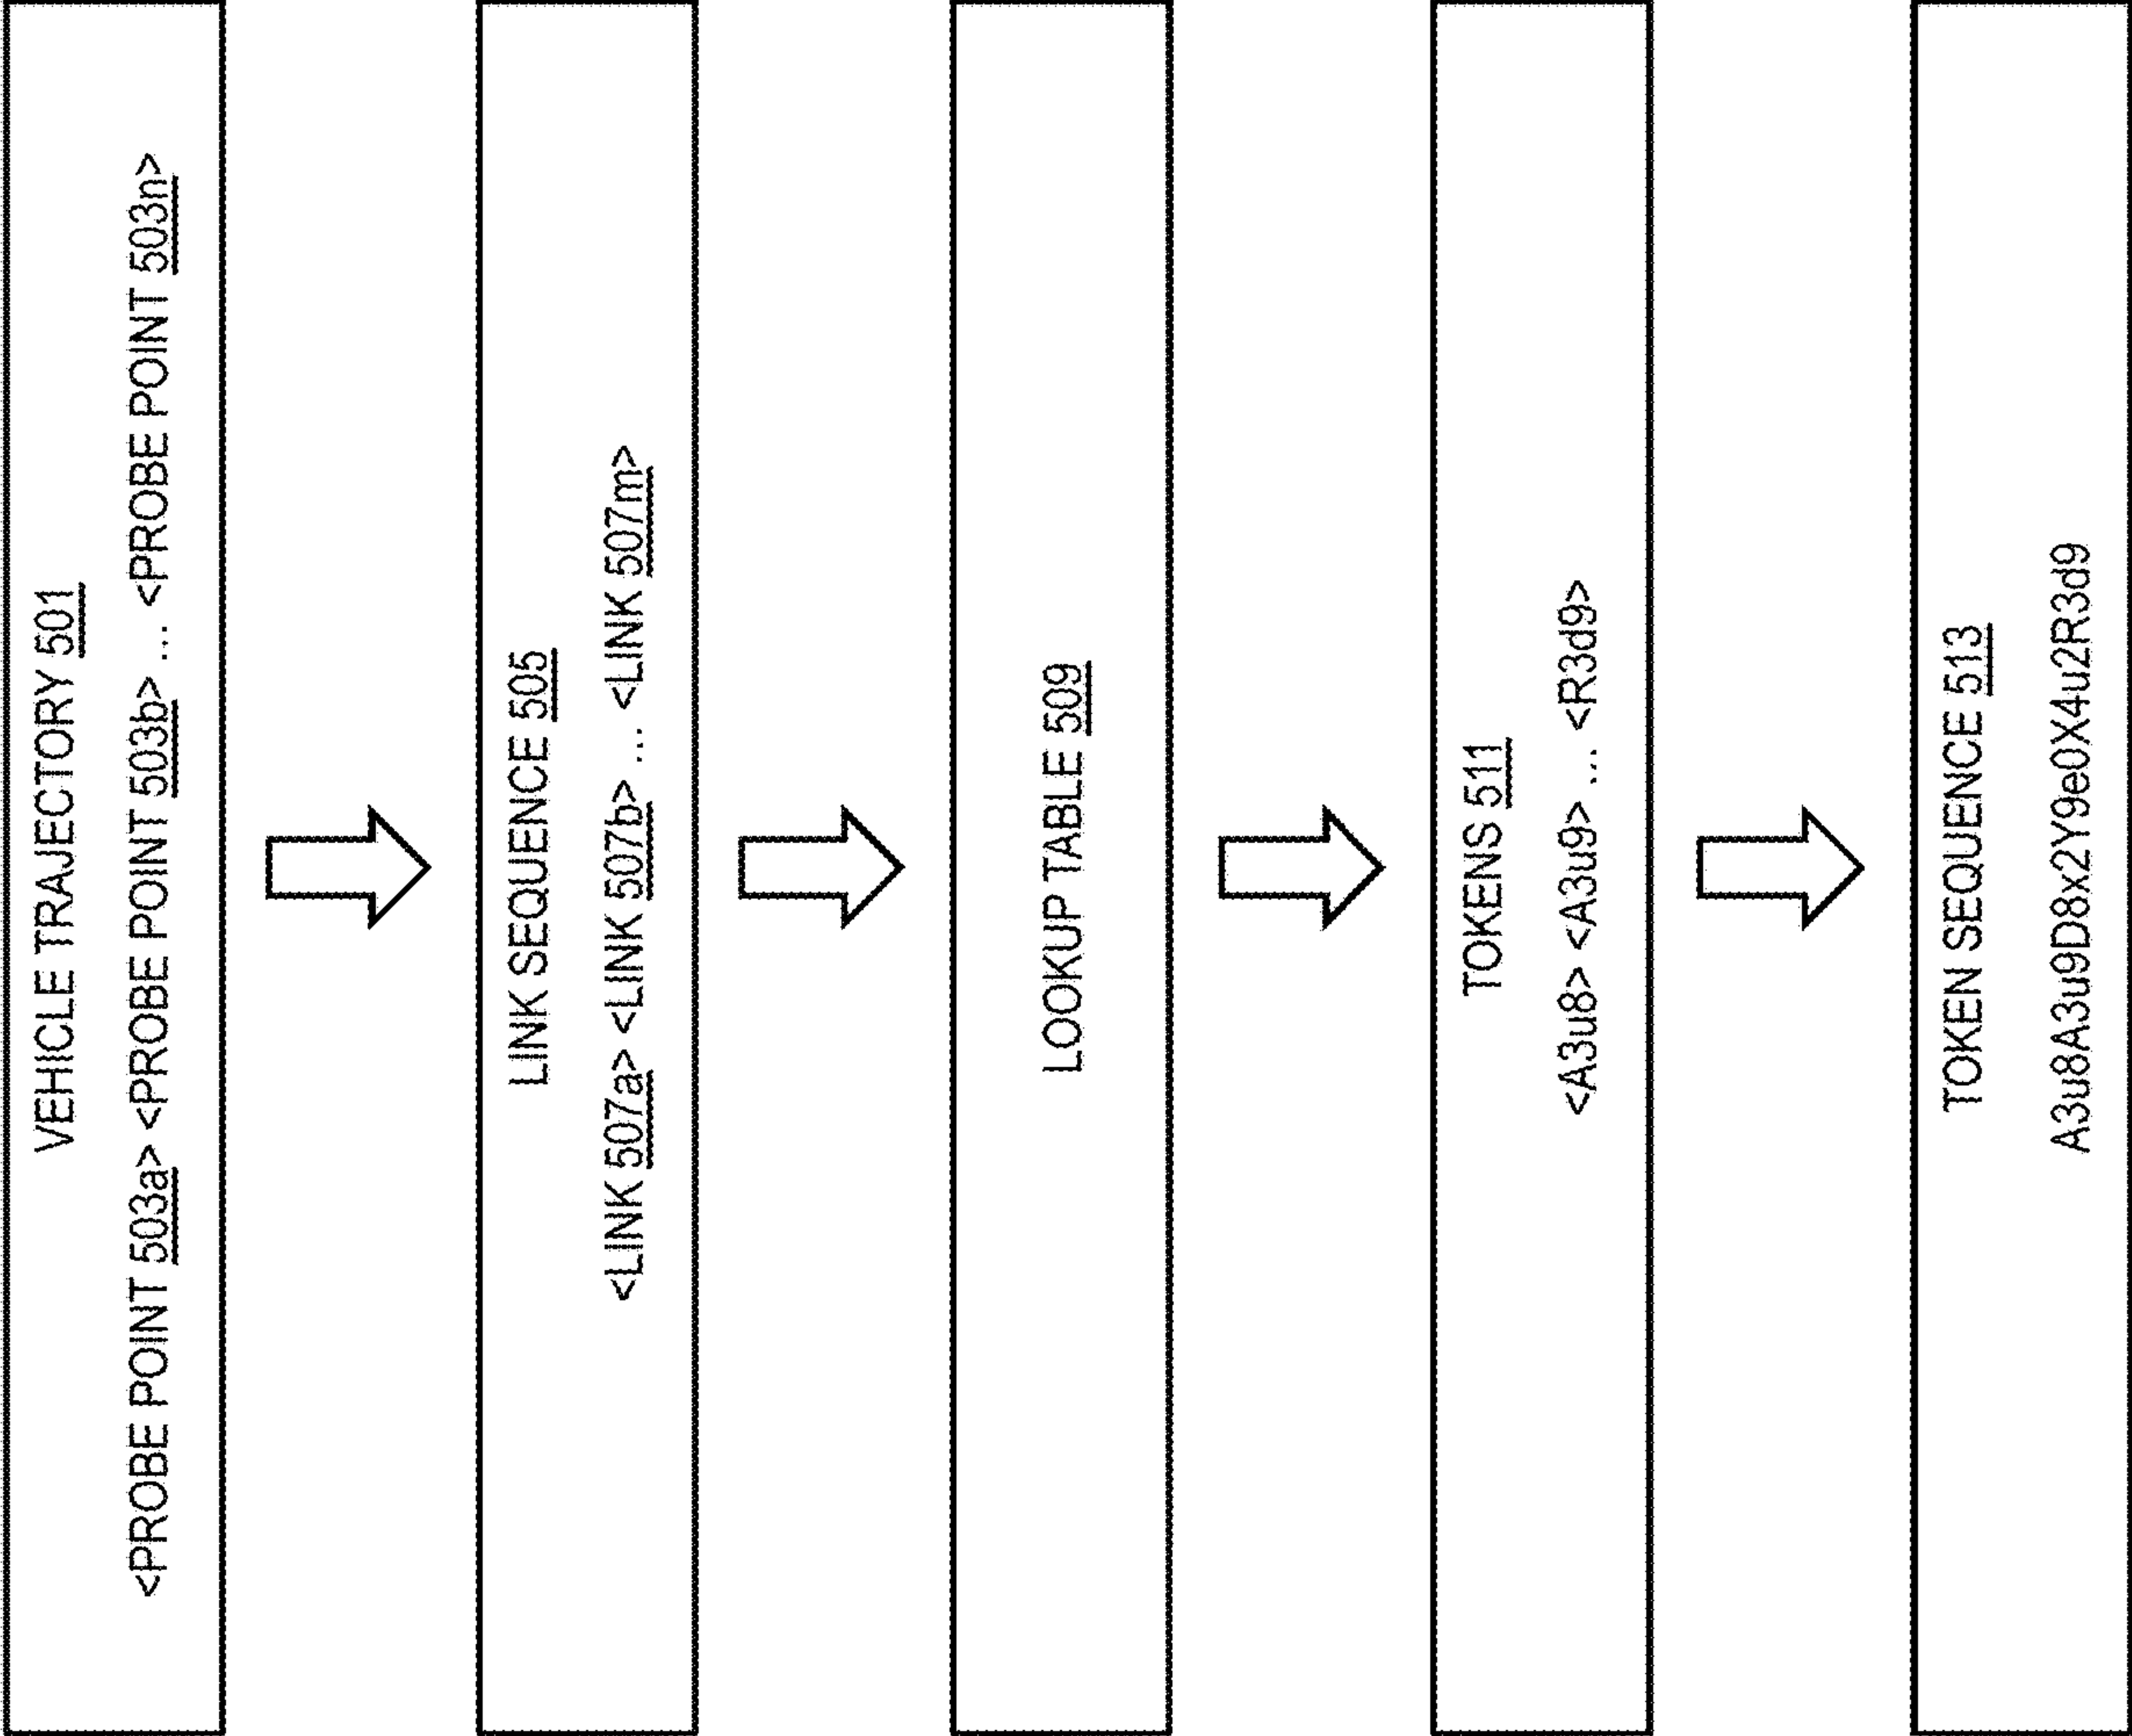 VEHICLE TRAJECTORY 501
<PROBE POINT 503a> <PROBE POINT 503b> ... <PROBE POINT 503n>
LINK SEQUENCE 505
<LINK 507a> <LINK 507b> ... <LINK 507m>
LOOKUP TABLE 509
TOKENS 511
<A3u8> <A3u9> ... <R3d9>
TOKEN SEQUENCE 513
A3u8A3u9D8x2Y9e0X4u2R3d9